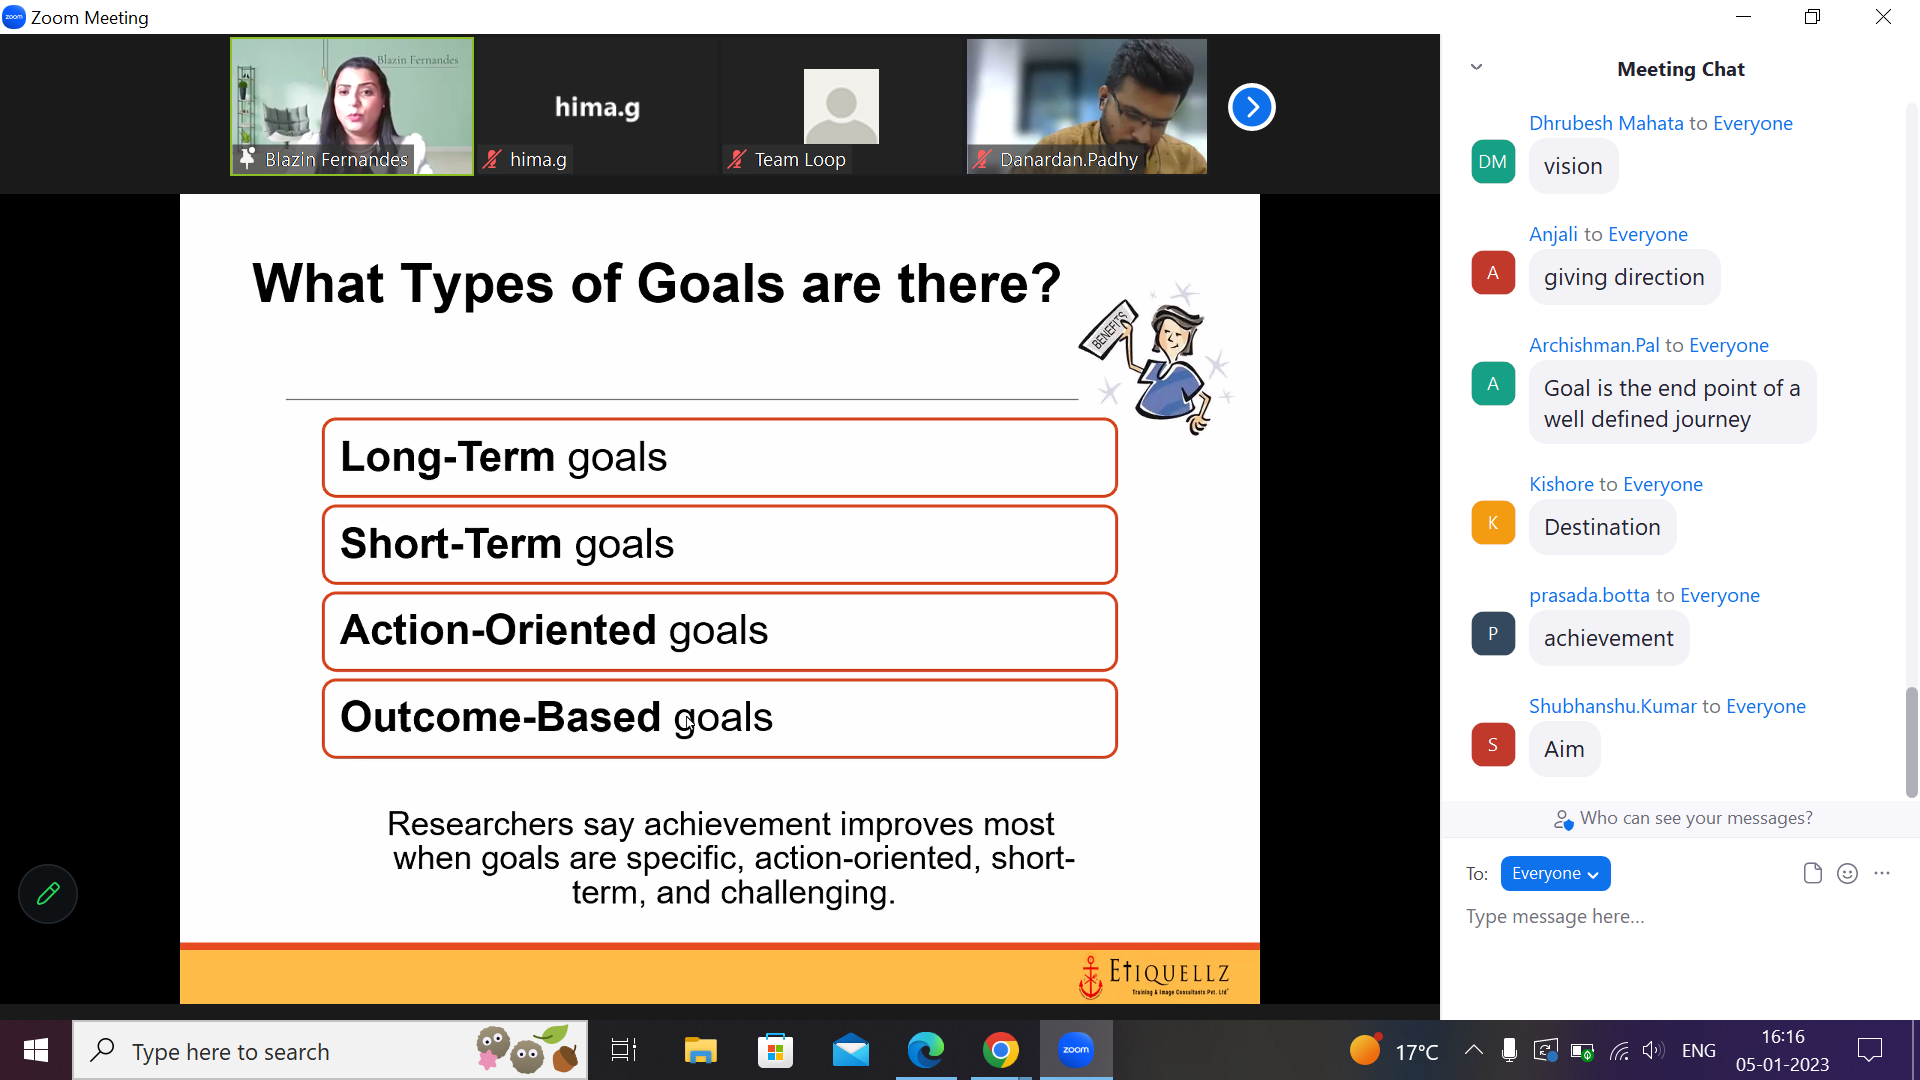 zoom Zoom Meeting
Blazin Fernandes
Blazin Fernandes
hima.g
hima.g
Team Loop
Danardan.Padhy
What Types of Goals are there?
BENEFITS
Long-Term goals
Short-Term goals
Action-Oriented goals
Outcome-Based goals
Researchers say achievement improves most
when goals are specific, action-oriented, short-
term, and challenging.
ETIQUELLZ
Training & Image Consultants Pvt. Ltd
Meeting Chat
Dhrubesh Mahata to Everyone
DM
vision
Anjali to Everyone
A
giving direction
Archishman.Pal to Everyone
A
Goal is the end point of a
well defined journey
Kishore to Everyone
K
Destination
prasada.botta to Everyone
P
achievement
Shubhanshu.Kumar to Everyone
S
Aim
Who can see your messages?
To: Everyone
Type message here...
Type here to search
zoom
17°C
ENG
16:16
05-01-2023